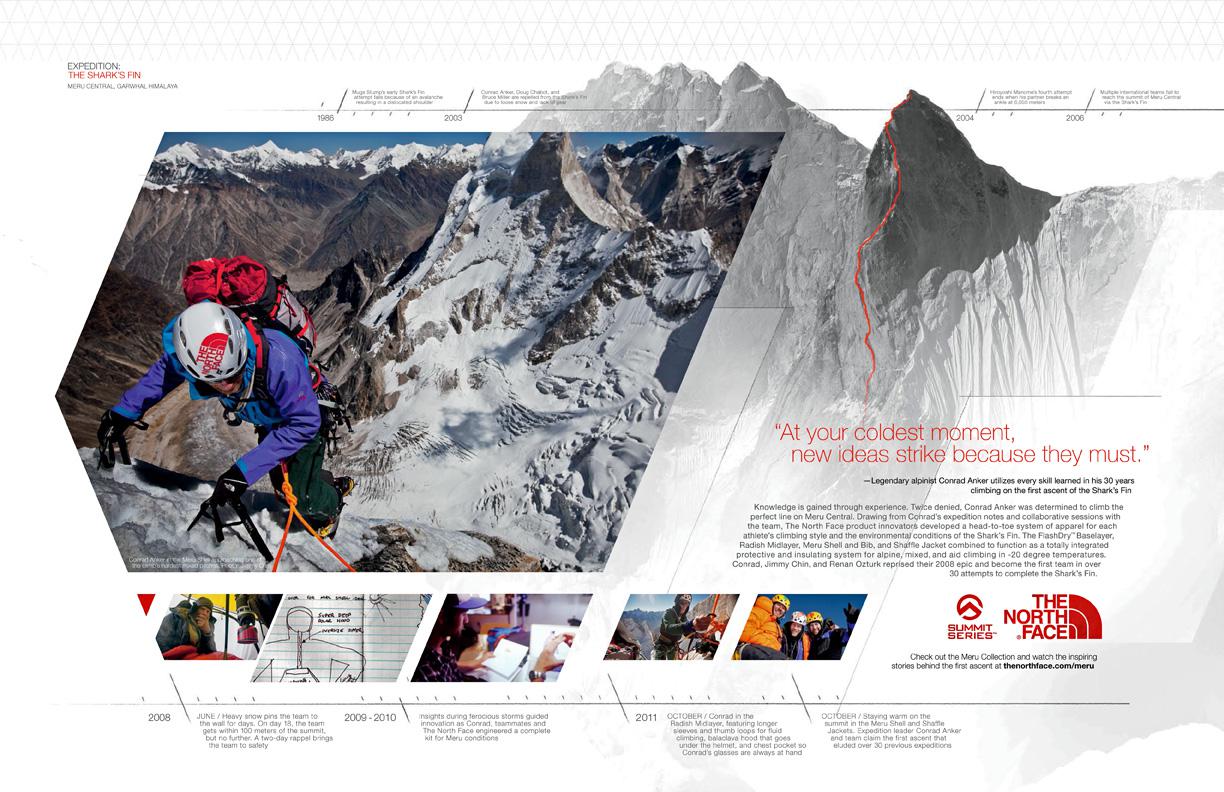 EXPEDITION:
THE SHARK'S FIN
MERU CENTRAL, GARWHAL HIMALAYA
1986
Mugs Stump's early Shark's Fin
attempt fails because of an avalanche
resulting in a dislocated shoulder
2003
Conrad Anker, Doug Chabot, and
Bruce Miller are repelled from the Shark's Fin
due to loose snow and lack of gear
2004
Hiroyoshi Manome's fourth attempt
ends when his partner breaks an
ankle at 6,000 meters
2006
Multiple international teams fail to
reach the summit of Meru Central
via the Shark's Fin
THE
NORTH
FACE
“At your coldest moment,
new ideas strike because they must.”
—Legendary alpinist Conrad Anker utilizes every skill learned in his 30 years
climbing on the first ascent of the Shark's Fin
Knowledge is gained through experience. Twice denied, Conrad Anker was determined to climb the
perfect line on Meru Central. Drawing from Conrad's expedition notes and collaborative sessions with
the team, The North Face product innovators developed a head-to-toe system of apparel for each
athlete's climbing style and the environmental conditions of the Shark's Fin. The FlashDry™ Baselayer,
Radish Midlayer, Meru Shell and Bib, and Shaffle Jacket combined to function as a totally integrated
protective and insulating system for alpine, mixed, and aid climbing in -20 degree temperatures.
Conrad, Jimmy Chin, and Renan Ozturk reprised their 2008 epic and become the first team in over
30 attempts to complete the Shark's Fin.
Conrad Anker in the Meru Shell
the climb's hardest mixed pitches.
SUPER DEEP
HOOD
SUMMIT
SERIES™
THE
NORTH
FACE®
Check out the Meru Collection and watch the inspiring
stories behind the first ascent at thenorthface.com/meru
2008
JUNE / Heavy snow pins the team to
the wall for days. On day 18, the team
gets within 100 meters of the summit,
but no further. A two-day rappel brings
the team to safety
2009 - 2010
Insights during ferocious storms guided
innovation as Conrad, teammates and
The North Face engineered a complete
kit for Meru conditions
2011
OCTOBER / Conrad in the
Radish Midlayer, featuring longer
sleeves and thumb loops for fluid
climbing, balaclava hood that goes
under the helmet, and chest pocket so
Conrad's glasses are always at hand
OCTOBER / Staying warm on the
summit in the Meru Shell and Shaffle
Jackets. Expedition leader Conrad Anker
and team claim the first ascent that
eluded over 30 previous expeditions